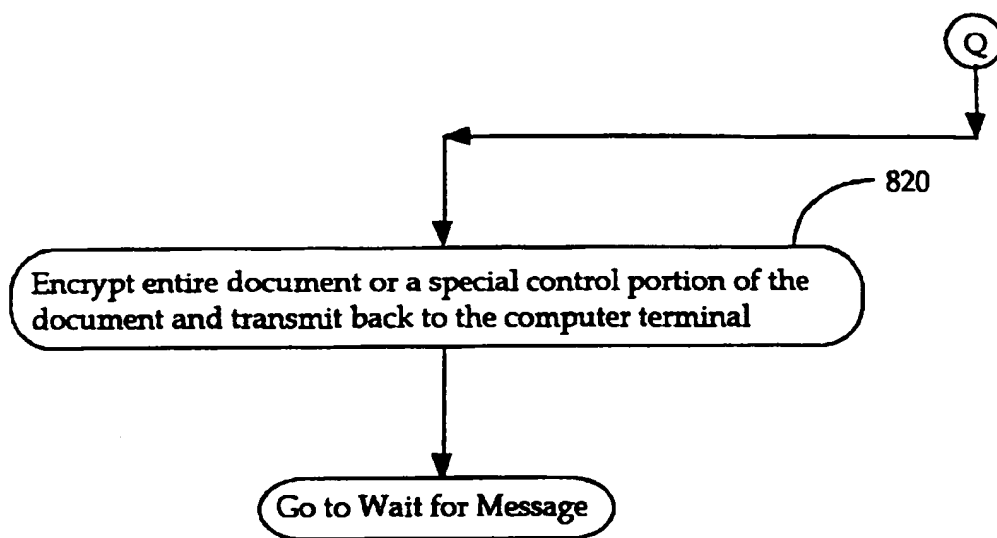 Q
820
Encrypt entire document or a special control portion of the
document and transmit back to the computer terminal
Go to Wait for Message